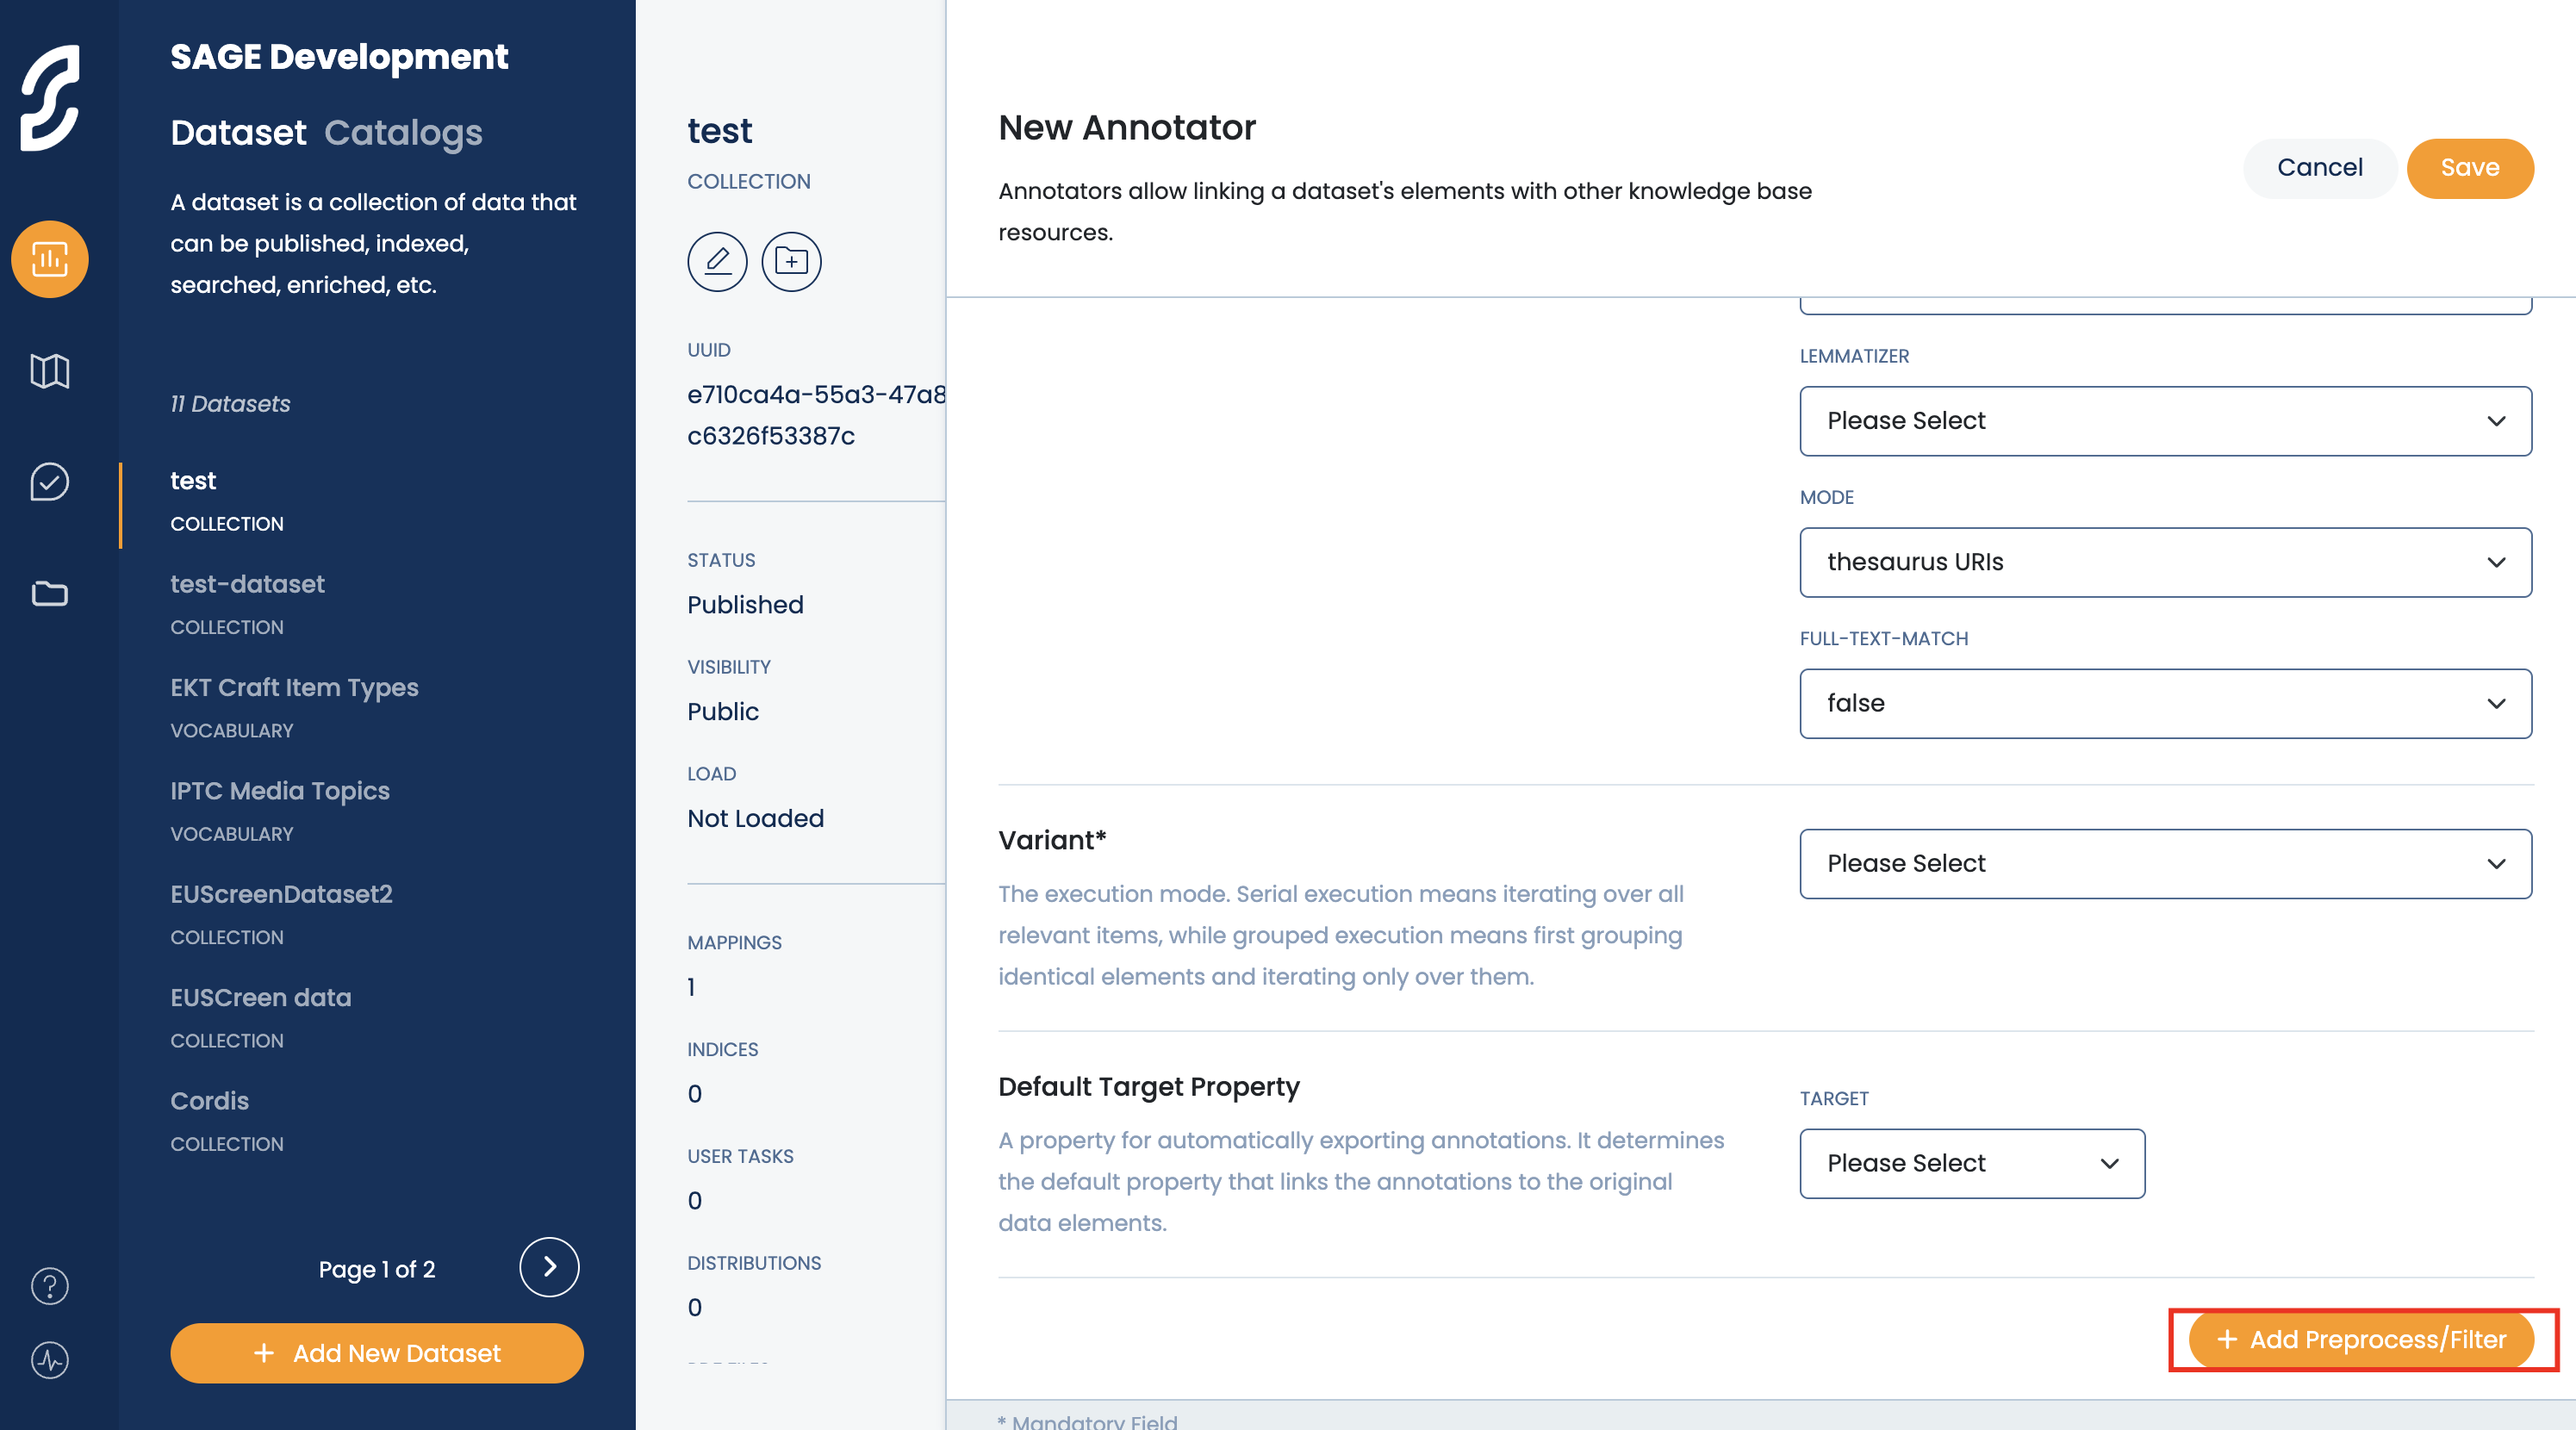 SAGE Development
Dataset Catalogs
A dataset is a collection of data that
can be published, indexed,
searched, enriched, etc.
11 Datasets
test
COLLECTION
test-dataset
COLLECTION
EKT Craft Item Types
VOCABULARY
IPTC Media Topics
VOCABULARY
EUScreenDataset2
COLLECTION
EUSCreen data
COLLECTION
Cordis
COLLECTION
Page 1 of 2
+ Add New Dataset
test
COLLECTION
UUID
e710ca4a-55a3-47a8
c6326f53387c
STATUS
Published
VISIBILITY
Public
LOAD
Not Loaded
MAPPINGS
1
INDICES
0
USER TASKS
0
DISTRIBUTIONS
0
New Annotator
Annotators allow linking a dataset's elements with other knowledge base
resources.
Cancel
Save
LEMMATIZER
Please Select
MODE
thesaurus URIs
FULL-TEXT-MATCH
false
Variant*
The execution mode. Serial execution means iterating over all
relevant items, while grouped execution means first grouping
identical elements and iterating only over them.
Please Select
Default Target Property
A property for automatically exporting annotations. It determines
the default property that links the annotations to the original
data elements.
TARGET
Please Select
+ Add Preprocess/Filter
* Mandatory Field